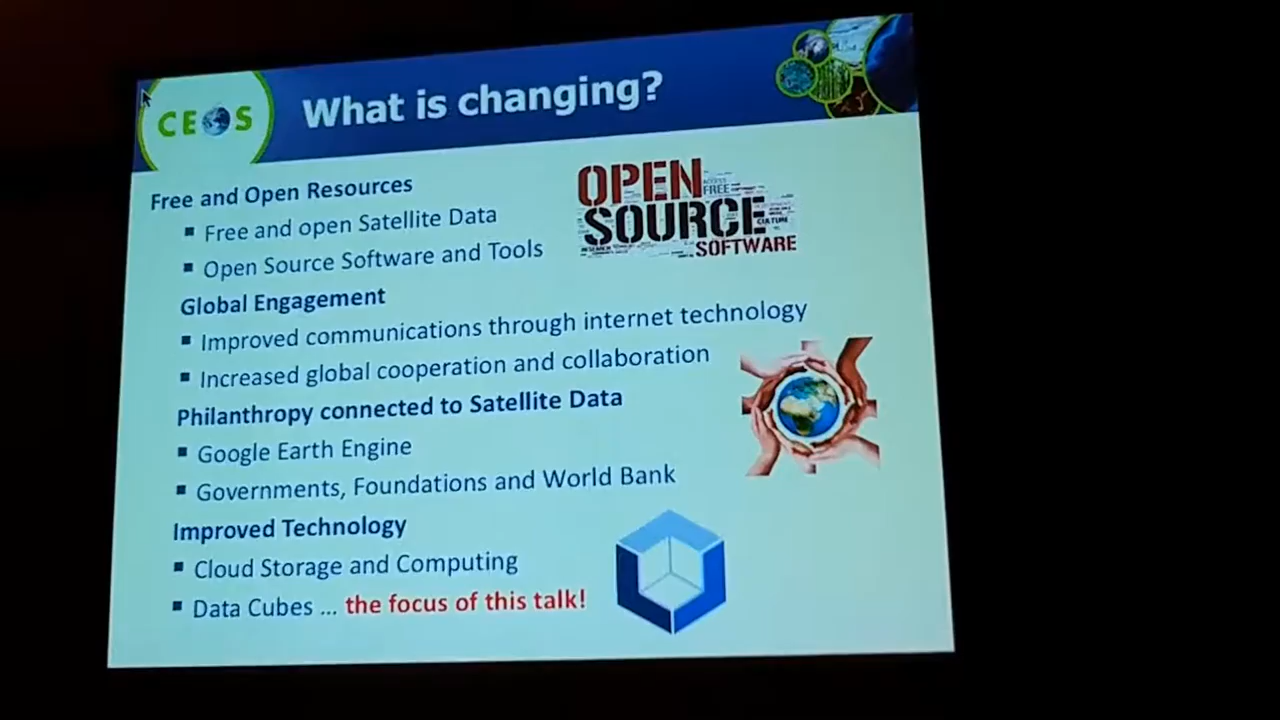 CEOS
What is changing?
Free and Open Resources
▪ Free and open Satellite Data
▪ Open Source Software and Tools
OPEN
FREE
SOURCE
CULTURE
SOFTWARE
Global Engagement
▪ Improved communications through internet technology
▪ Increased global cooperation and collaboration
Philanthropy connected to Satellite Data
▪ Google Earth Engine
▪ Governments, Foundations and World Bank
Improved Technology
▪ Cloud Storage and Computing
▪ Data Cubes ... the focus of this talk!